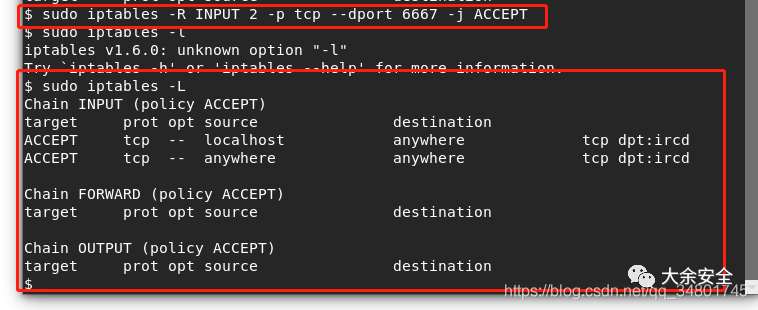 target     prot opt source               destination
$ sudo iptables -R INPUT 2 -p tcp --dport 6667 -j ACCEPT
$ sudo iptables -l
iptables v1.6.0: unknown option "-l"
Try `iptables -h' or 'iptables --help' for more information.
$ sudo iptables -L
Chain INPUT (policy ACCEPT)
target     prot opt source               destination
ACCEPT     tcp  --  localhost            anywhere             tcp dpt:ircd
ACCEPT     tcp  --  anywhere             anywhere             tcp dpt:ircd
Chain FORWARD (policy ACCEPT)
target     prot opt source               destination
Chain OUTPUT (policy ACCEPT)
target     prot opt source               destination
$
大余安全
https://blog.csdn.net/qq_34801745